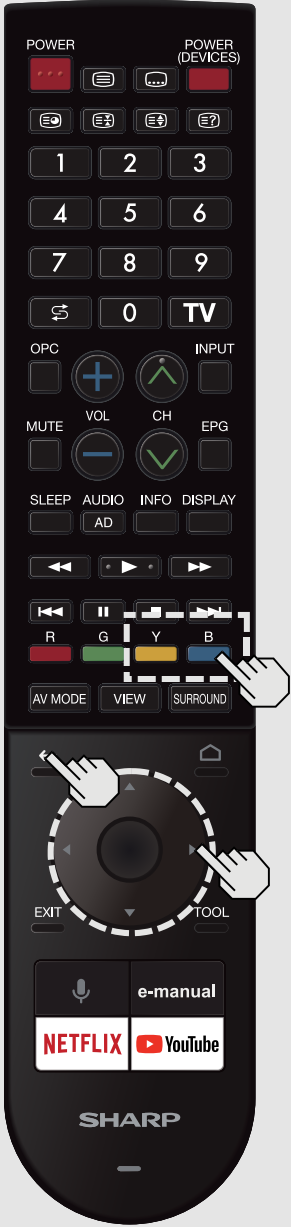 POWER
POWER
(DEVICES)
1 2 3
4 5 6
7 8 9
0 TV
OPC
INPUT
MUTE
VOL
CH
EPG
SLEEP AUDIO INFO DISPLAY
AD
R G Y B
AV MODE VIEW SURROUND
EXIT
TOOL
e-manual
NETFLIX YouTube
SHARP